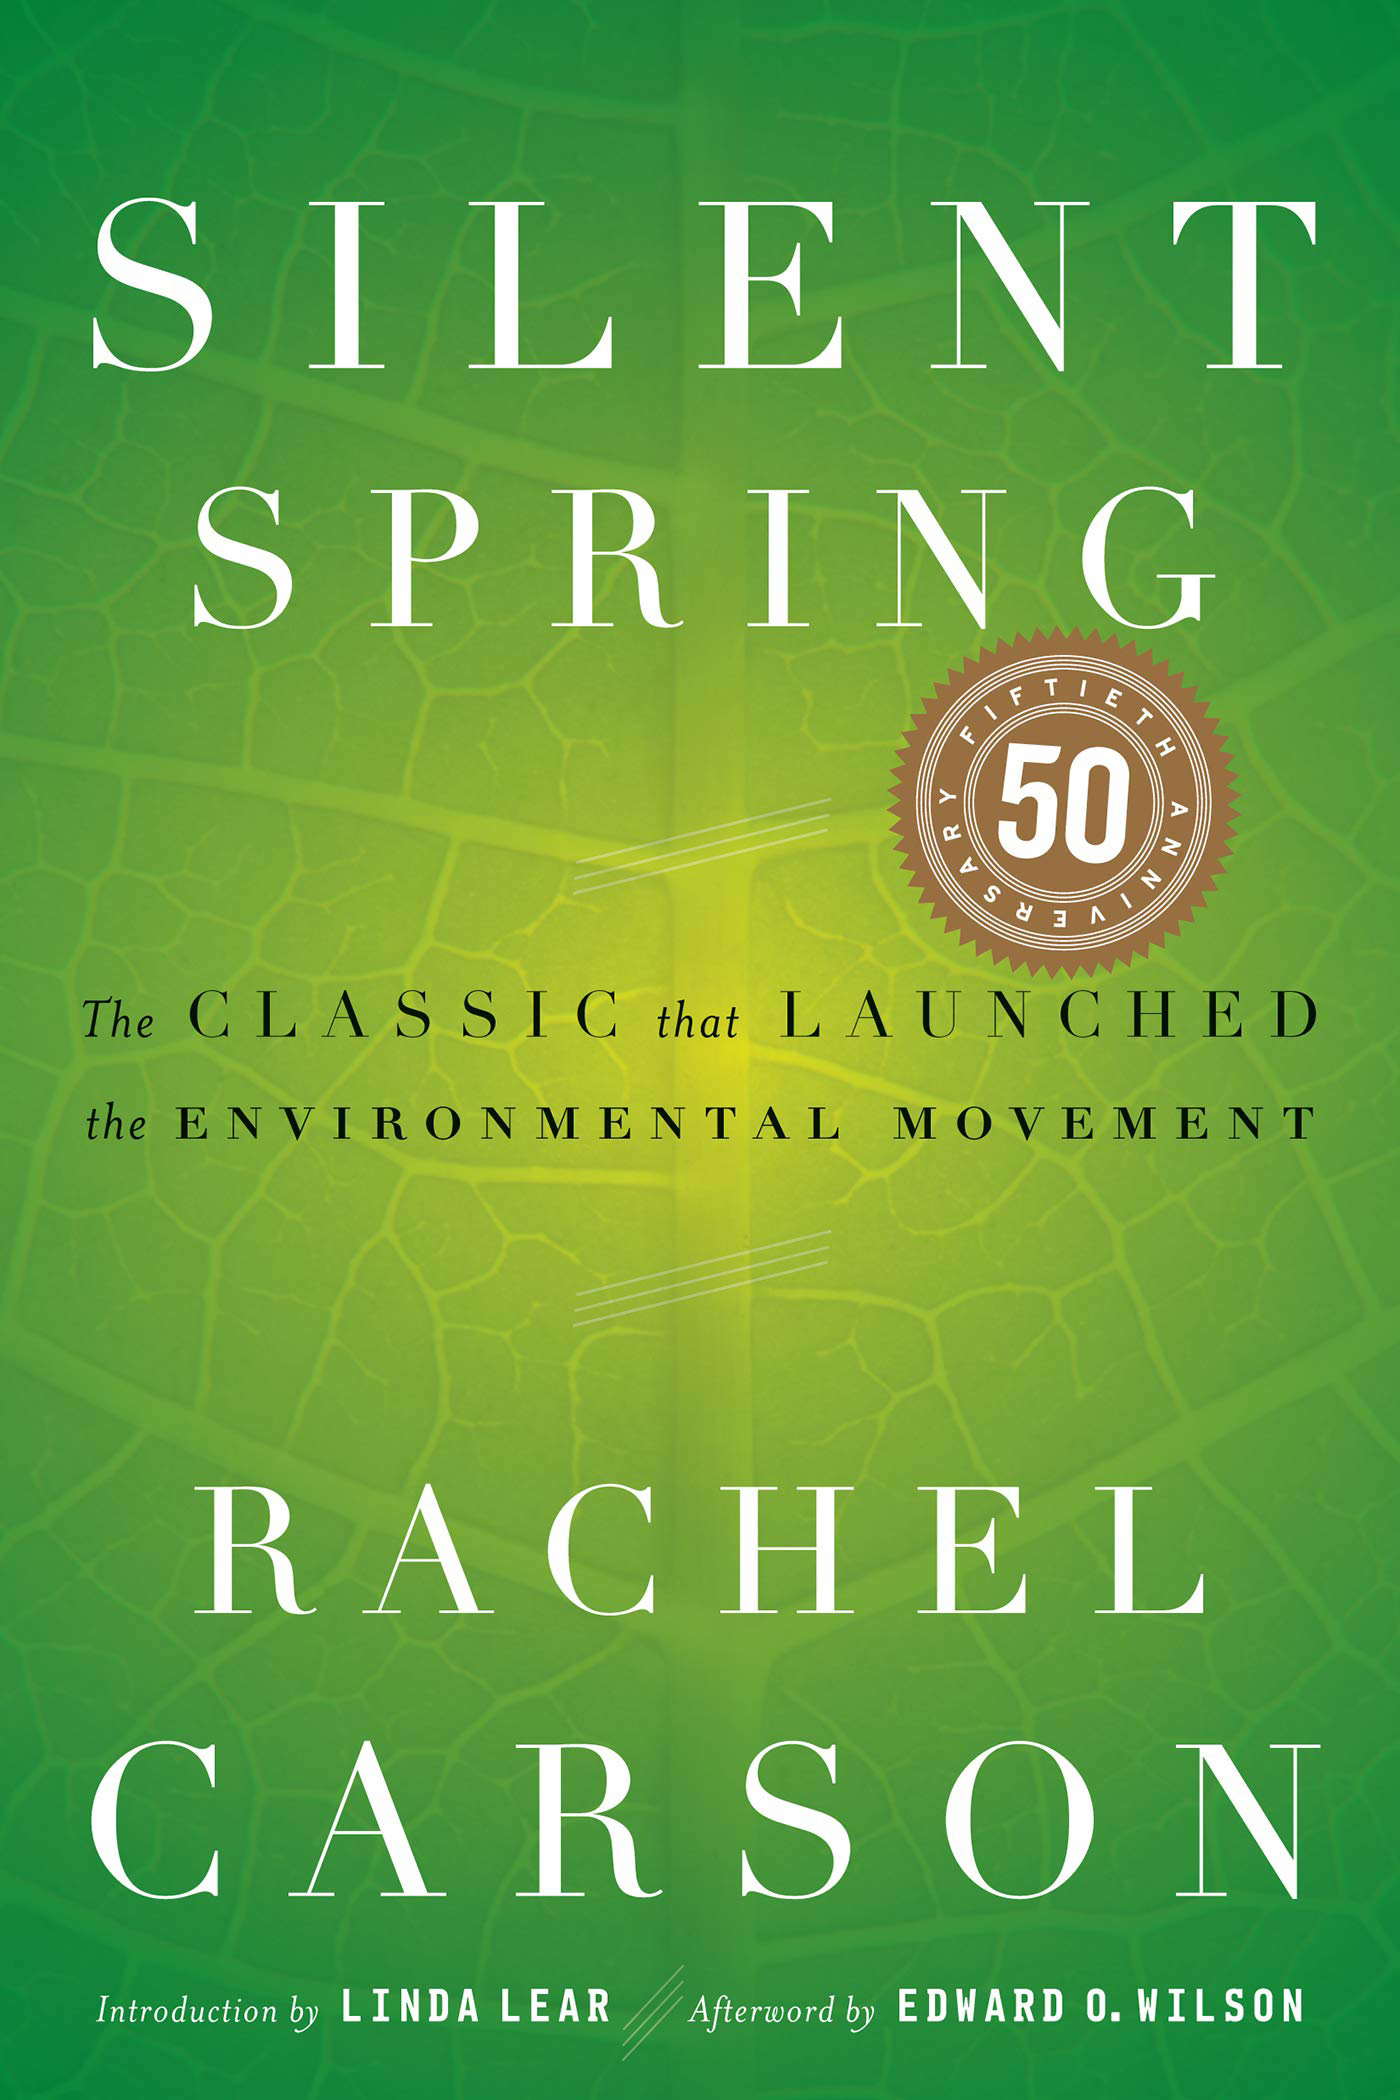 SILENT
SPRING
FIFTIETH ANNIVERSARY
50
The CLASSIC that LAUNCHED
the ENVIRONMENTAL MOVEMENT
RACHEL
CARSON
Introduction by LINDA LEAR Afterword by EDWARD O. WILSON